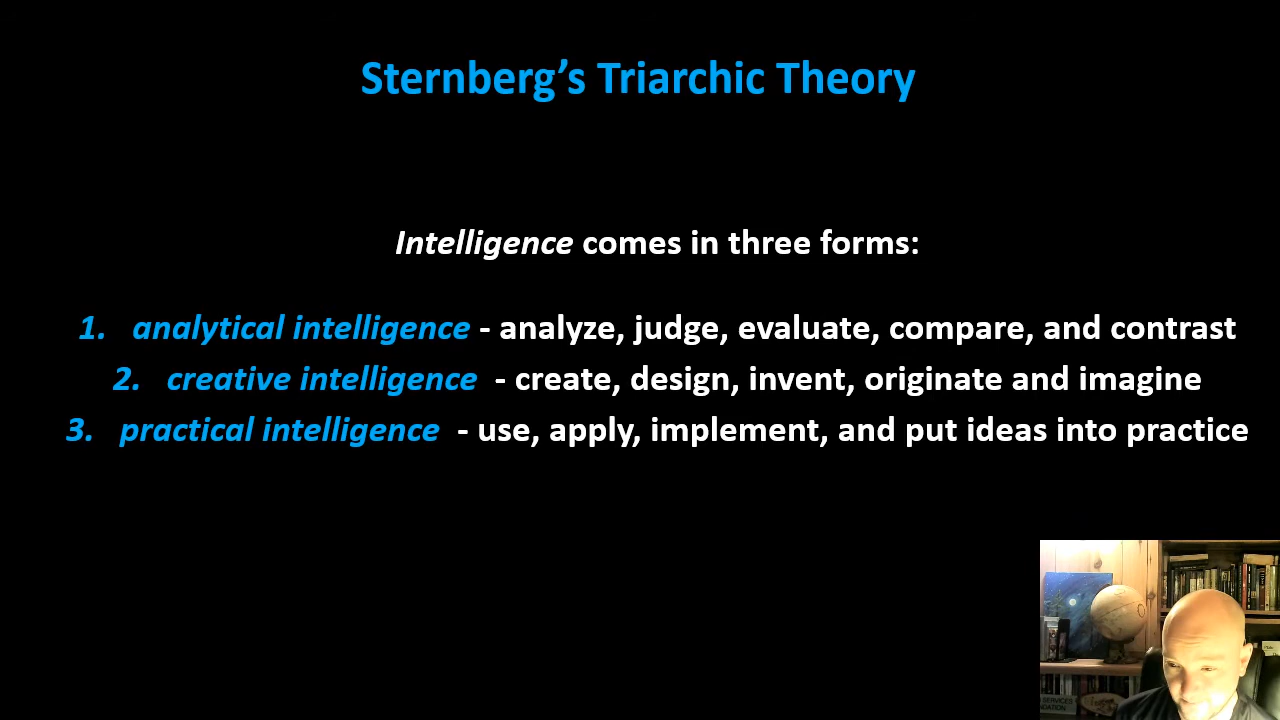 Sternberg’s Triarchic Theory
Intelligence comes in three forms:
1. analytical intelligence - analyze, judge, evaluate, compare, and contrast
2. creative intelligence - create, design, invent, originate and imagine
3. practical intelligence - use, apply, implement, and put ideas into practice